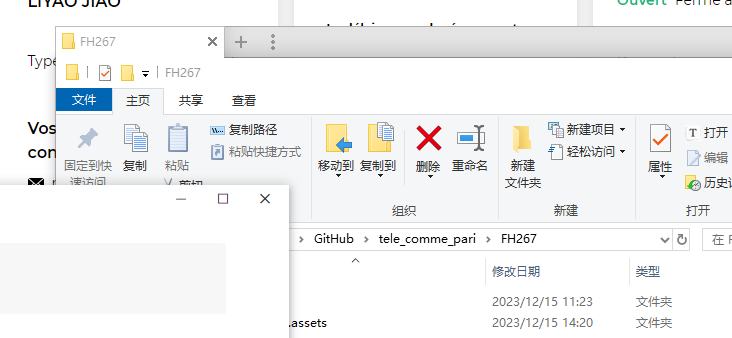 LIYAO JIAO
Ouvert Fermé à
FH267
Type
FH267
文件 主页 共享 查看
Vos
con
固定到快
速访问
复制
粘贴
复制路径
粘贴快捷方式
剪切
移动到 复制到 删除 重命名
组织
新建
文件夹
新建项目
轻松访问
新建
属性
打开
编辑
历史记
打开
GitHub > tele_comme_pari > FH267
在 F
修改日期 类型
2023/12/15 11:23 文件夹
.assets 2023/12/15 14:20 文件夹